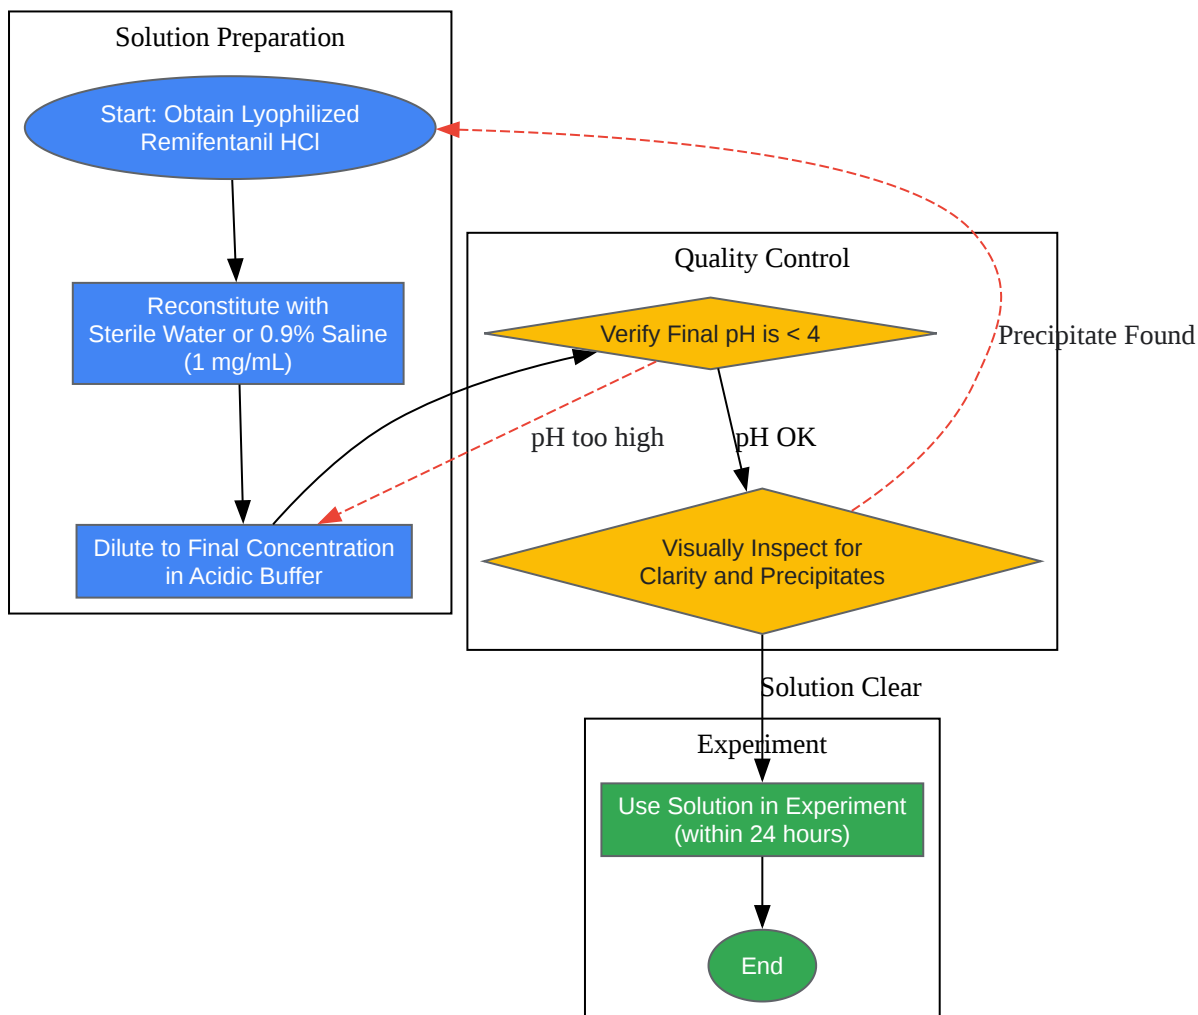 Solution Preparation
Start: Obtain Lyophilized
Remifentanil HCl
Reconstitute with
Sterile Water or 0.9% Saline
(1 mg/mL)
Dilute to Final Concentration
in Acidic Buffer
Quality Control
Verify Final pH is < 4
Precipitate Found
pH too high
pH OK
Visually Inspect for
Clarity and Precipitates
Solution Clear
Experiment
Use Solution in Experiment
(within 24 hours)
End